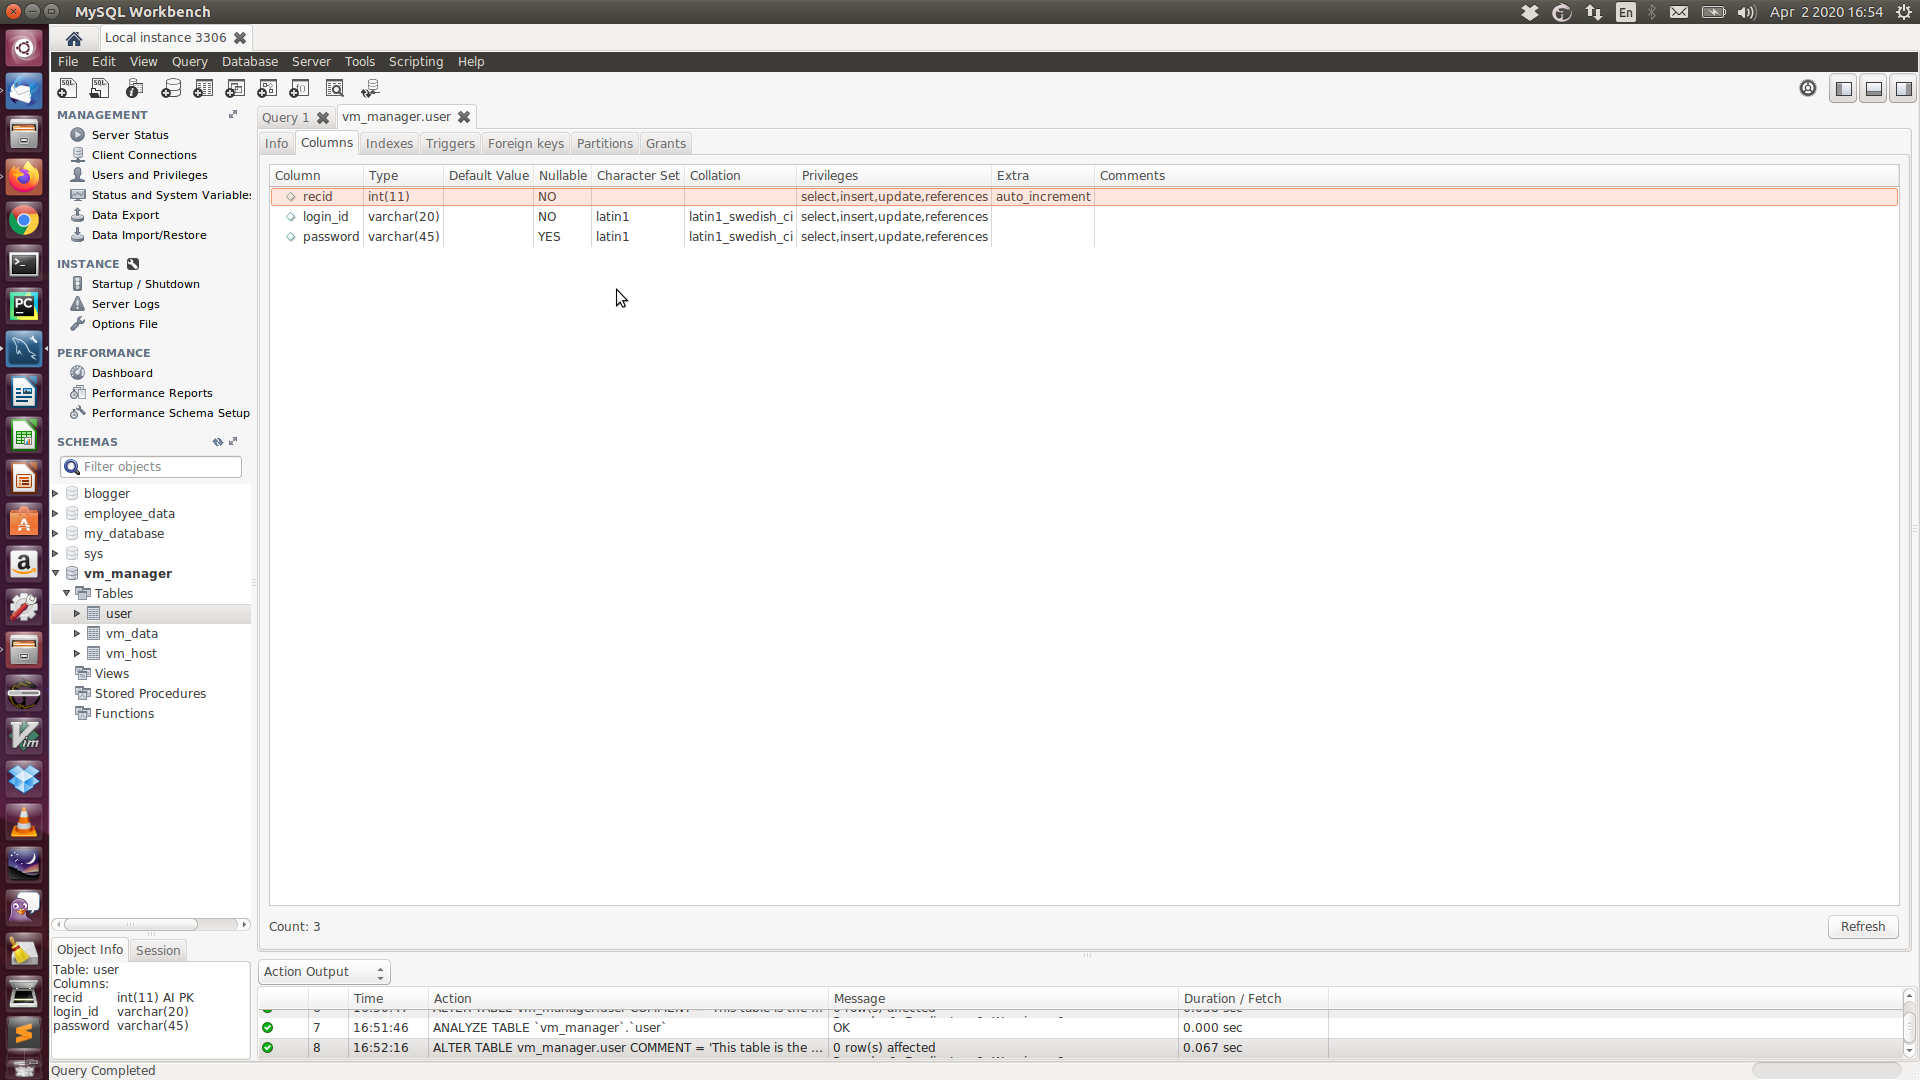 MySQL Workbench
En
Apr 2 2020 16:54
Local instance 3306
File Edit View Query Database Server Tools Scripting Help
MANAGEMENT
Server Status
Client Connections
Users and Privileges
Status and System Variables
Data Export
Data Import/Restore
INSTANCE
Startup / Shutdown
Server Logs
Options File
PERFORMANCE
Dashboard
Performance Reports
Performance Schema Setup
SCHEMAS
Filter objects
blogger
employee_data
my_database
sys
vm_manager
Tables
user
vm_data
vm_host
Views
Stored Procedures
Functions
Object Info Session
Table: user
Columns:
recid int(11) AI PK
login_id varchar(20)
password varchar(45)
Query Completed
Query 1 vm_manager.user
Info Columns Indexes Triggers Foreign keys Partitions Grants
Column Type Default Value Nullable Character Set Collation Privileges Extra Comments
recid int(11) NO select,insert,update,references auto_increment
login_id varchar(20) NO latin1 latin1_swedish_ci select,insert,update,references
password varchar(45) YES latin1 latin1_swedish_ci select,insert,update,references
Count: 3
Refresh
Action Output
Time Action Message Duration / Fetch
7 16:51:46 ANALYZE TABLE `vm_manager`.`user` OK 0.000 sec
8 16:52:16 ALTER TABLE vm_manager.user COMMENT = 'This table is the ... 0 row(s) affected 0.067 sec